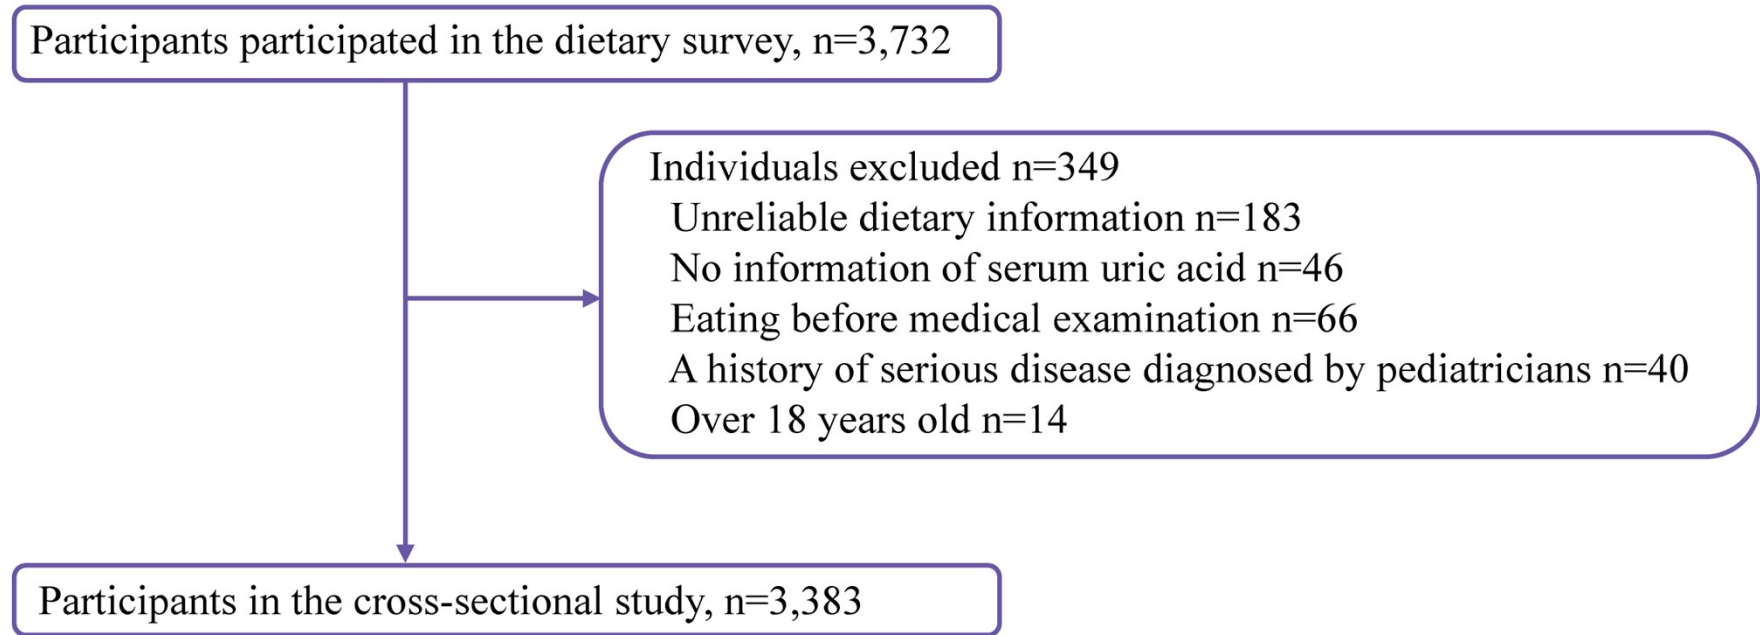 Participants participated in the dietary survey, n=3,732
Individuals excluded n=349
Unreliable dietary information n=183
No information of serum uric acid n=46
Eating before medical examination n=66
A history of serious disease diagnosed by pediatricians n=40
Over 18 years old n=14
Participants in the cross-sectional study, n=3,383